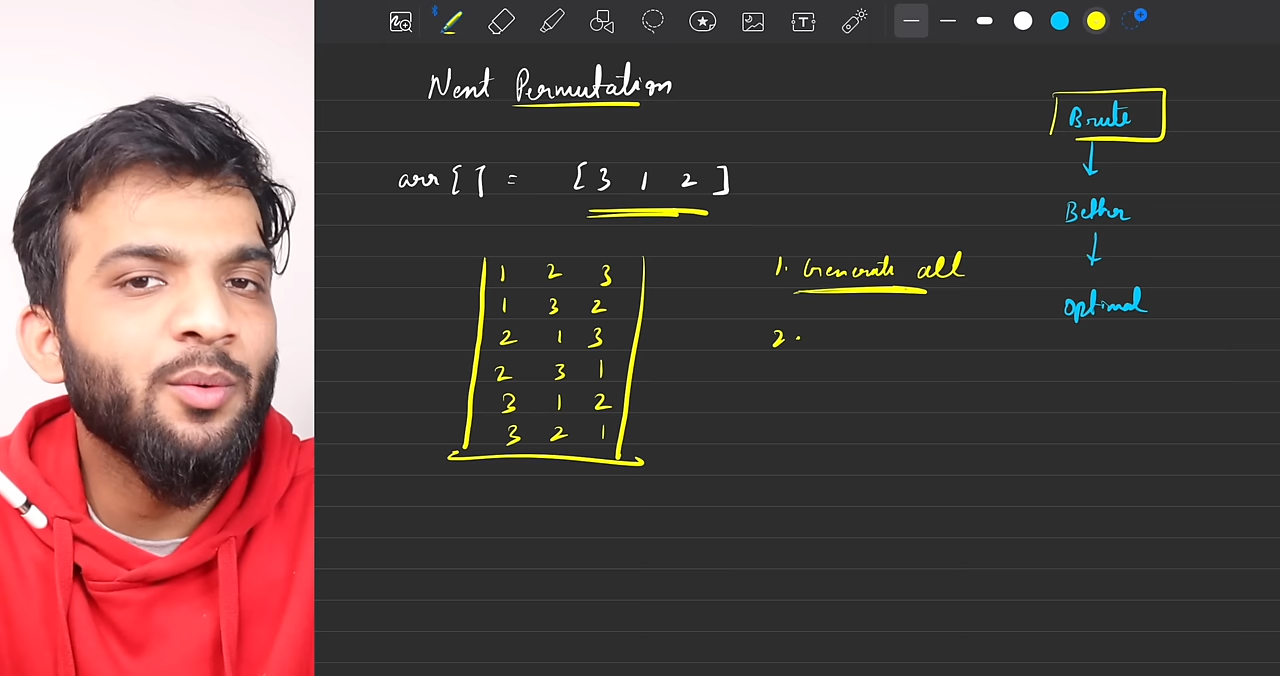 Next Permutation
arr [ ] = [ 3 1 2 ]
1 2 3
1 3 2
2 1 3
2 3 1
3 1 2
3 2 1
1. Generate all
2.
Brute
↓
Better
↓
Optimal